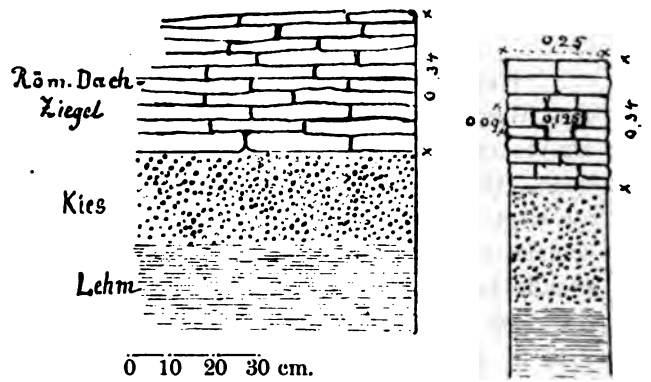 Röm. Dach-
Ziegel
Kies
Lehm
0,34
0 10 20 30 cm.
0,25
0,09
0,125
0,34